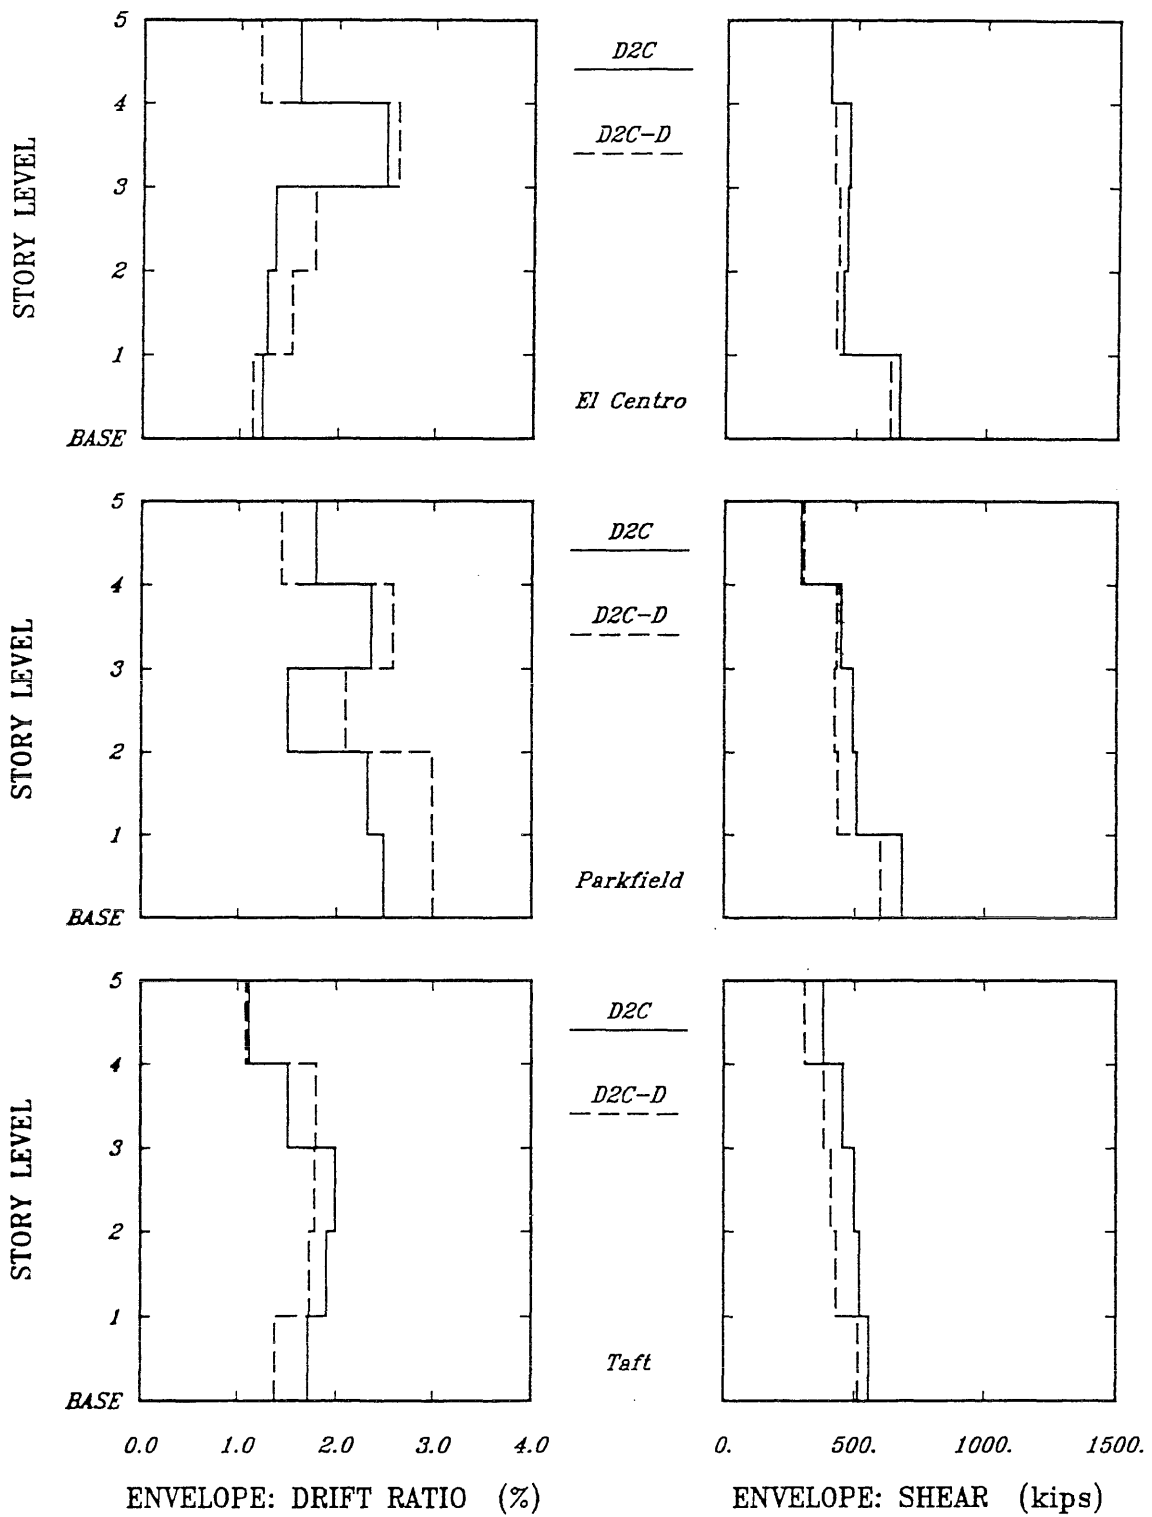 5
4
3
2
1
BASE
STORY LEVEL
D2C
D2C-D
El Centro
5
4
3
2
1
BASE
STORY LEVEL
D2C
D2C-D
Parkfield
5
4
3
2
1
BASE
STORY LEVEL
D2C
D2C-D
Taft
0.0 1.0 2.0 3.0 4.0
0. 500. 1000. 1500.
ENVELOPE: DRIFT RATIO (%)
ENVELOPE: SHEAR (kips)